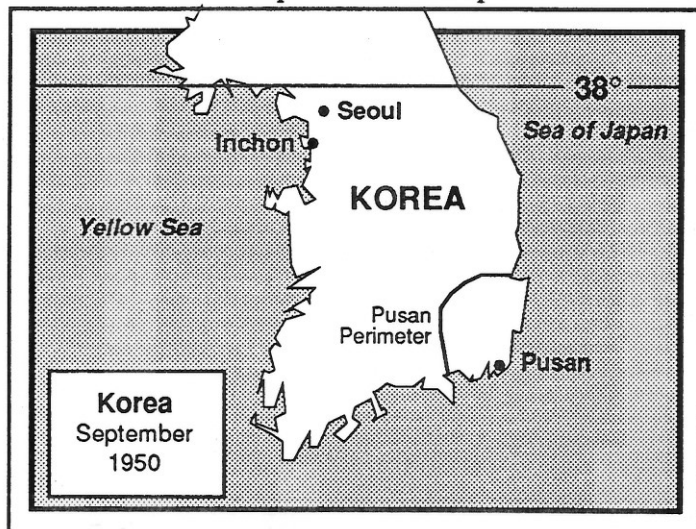 38°
Seoul
Inchon
Sea of Japan
KOREA
Yellow Sea
Pusan
Perimeter
Pusan
Korea
September
1950